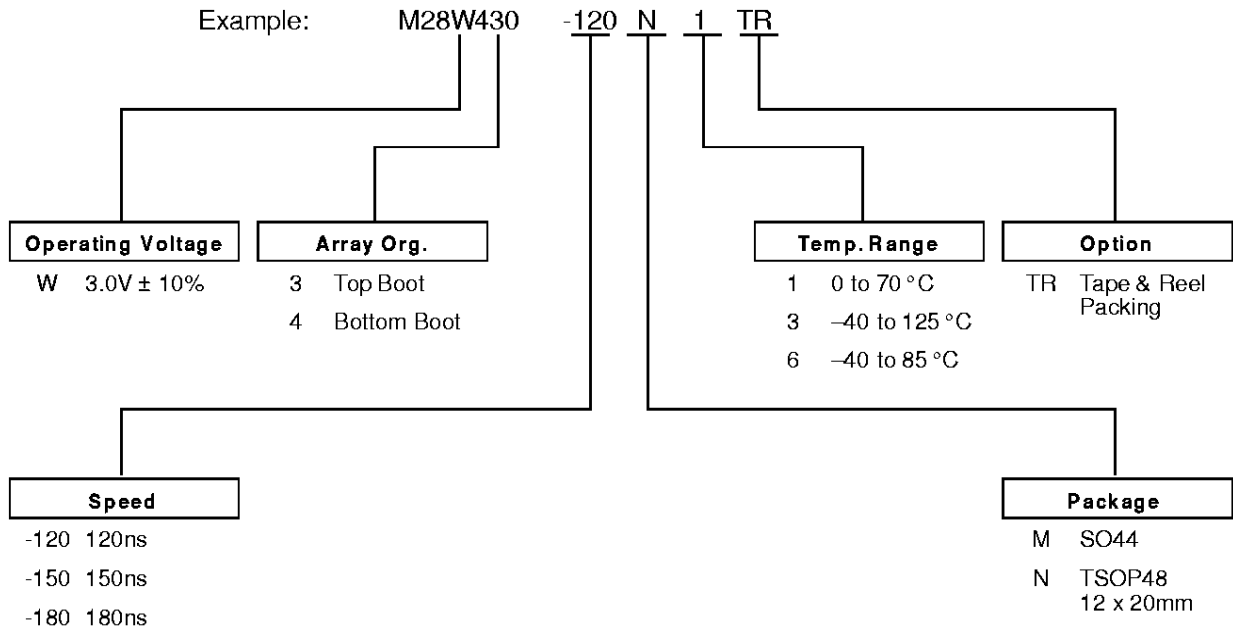 Example: M28W430 -120 N 1 TR
Operating Voltage
W 3.0V ± 10%
Array Org.
3 Top Boot
4 Bottom Boot
Temp. Range
1 0 to 70 °C
3 –40 to 125 °C
6 –40 to 85 °C
Option
TR Tape & Reel
Packing
Speed
-120 120ns
-150 150ns
-180 180ns
Package
M SO44
N TSOP48
12 x 20mm